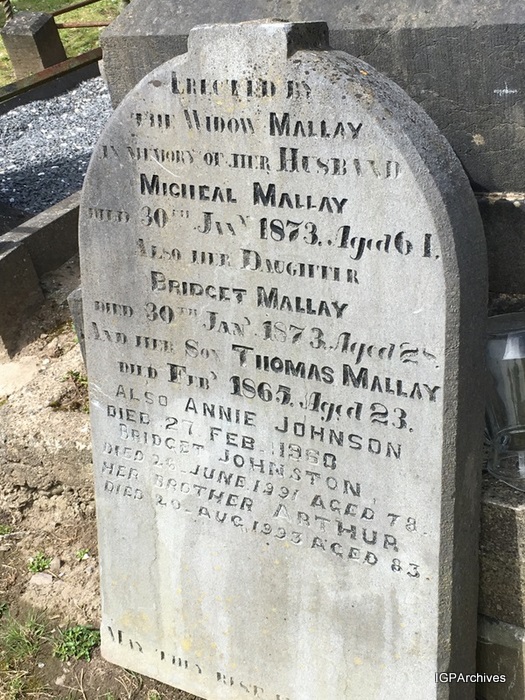 ERECTED BY
THE WIDOW MALLAY
IN MEMORY OF HER HUSBAND
MICHEAL MALLAY
DIED 30TH JANY 1873. Aged 61.
ALSO HER DAUGHTER
BRIDGET MALLAY
DIED 30TH JANY 1873. Aged
AND HER SON THOMAS MALLAY
DIED FEBY 1865. Aged 23.
ALSO ANNIE JOHNSON
DIED 27 FEB. 1960
BRIDGET JOHNSTON
DIED 26 JUNE 1991 AGED 78.
HER BROTHER ARTHUR
DIED 20 AUG. 1993 AGED 83.
MAY THEY REST
IGPArchives